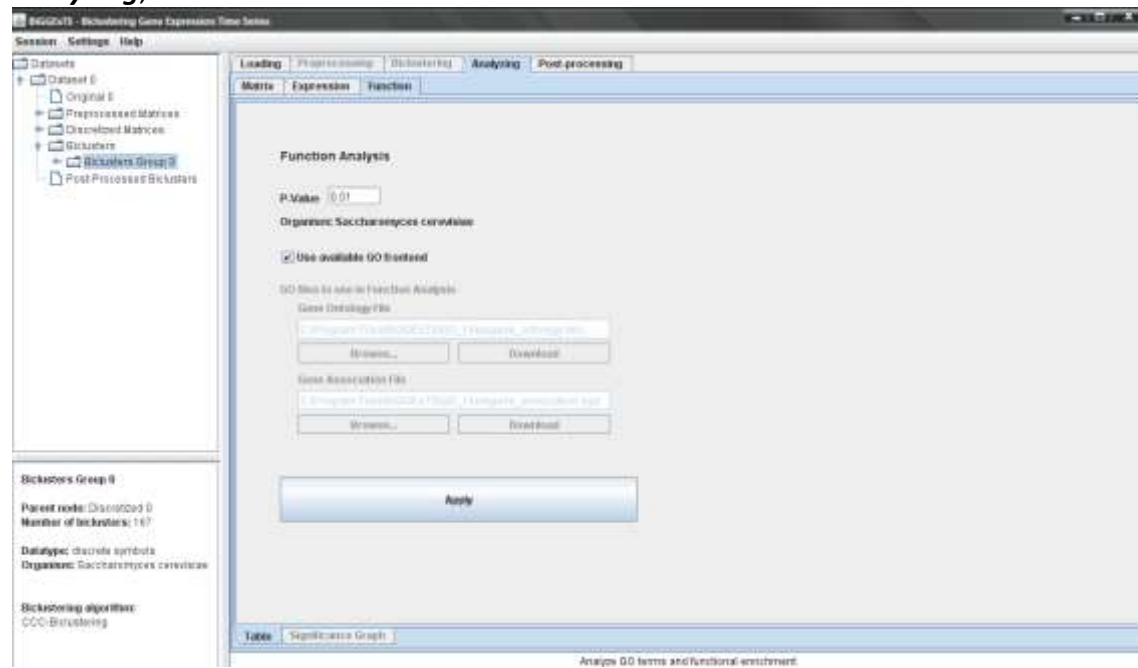 BiGGEsTS - Biclustering Gene Expression Time Series
Session Settings Help
Datasets
Dataset 0
Original 0
Preprocessed Matrices
Discretized Matrices
Biclusters
Biclusters Group 0
Post-Processed Biclusters
Loading Preprocessing Biclustering Analyzing Post-processing
Matrix Expression Function
Function Analysis
P-Value 0.01
Organism: Saccharomyces cerevisiae
Use available GO frontend
GO files to use in Function Analysis
Gene Ontology File
Browse... Download
Gene Association File
Browse... Download
Apply
Biclusters Group 0
Parent node: Discretized 0
Number of biclusters: 167
Datatype: discrete symbols
Organism: Saccharomyces cerevisiae
Biclustering algorithm:
CCC-Biclustering
Table Significance Graph
Analyze GO terms and functional enrichment